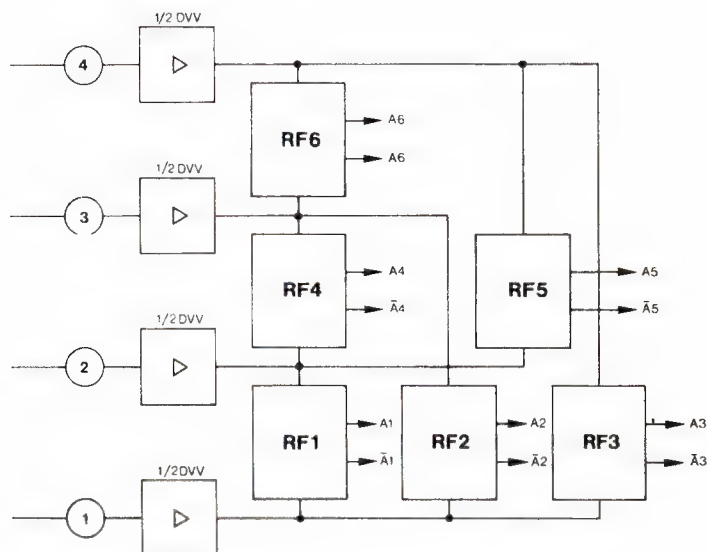 1/2 DVV
4
RF6
A6
A6
1/2 DVV
3
RF4
A4
Ā4
RF5
A5
Ā5
1/2 DVV
2
RF1
A1
Ā1
RF2
A2
Ā2
RF3
A3
Ā3
1/2 DVV
1